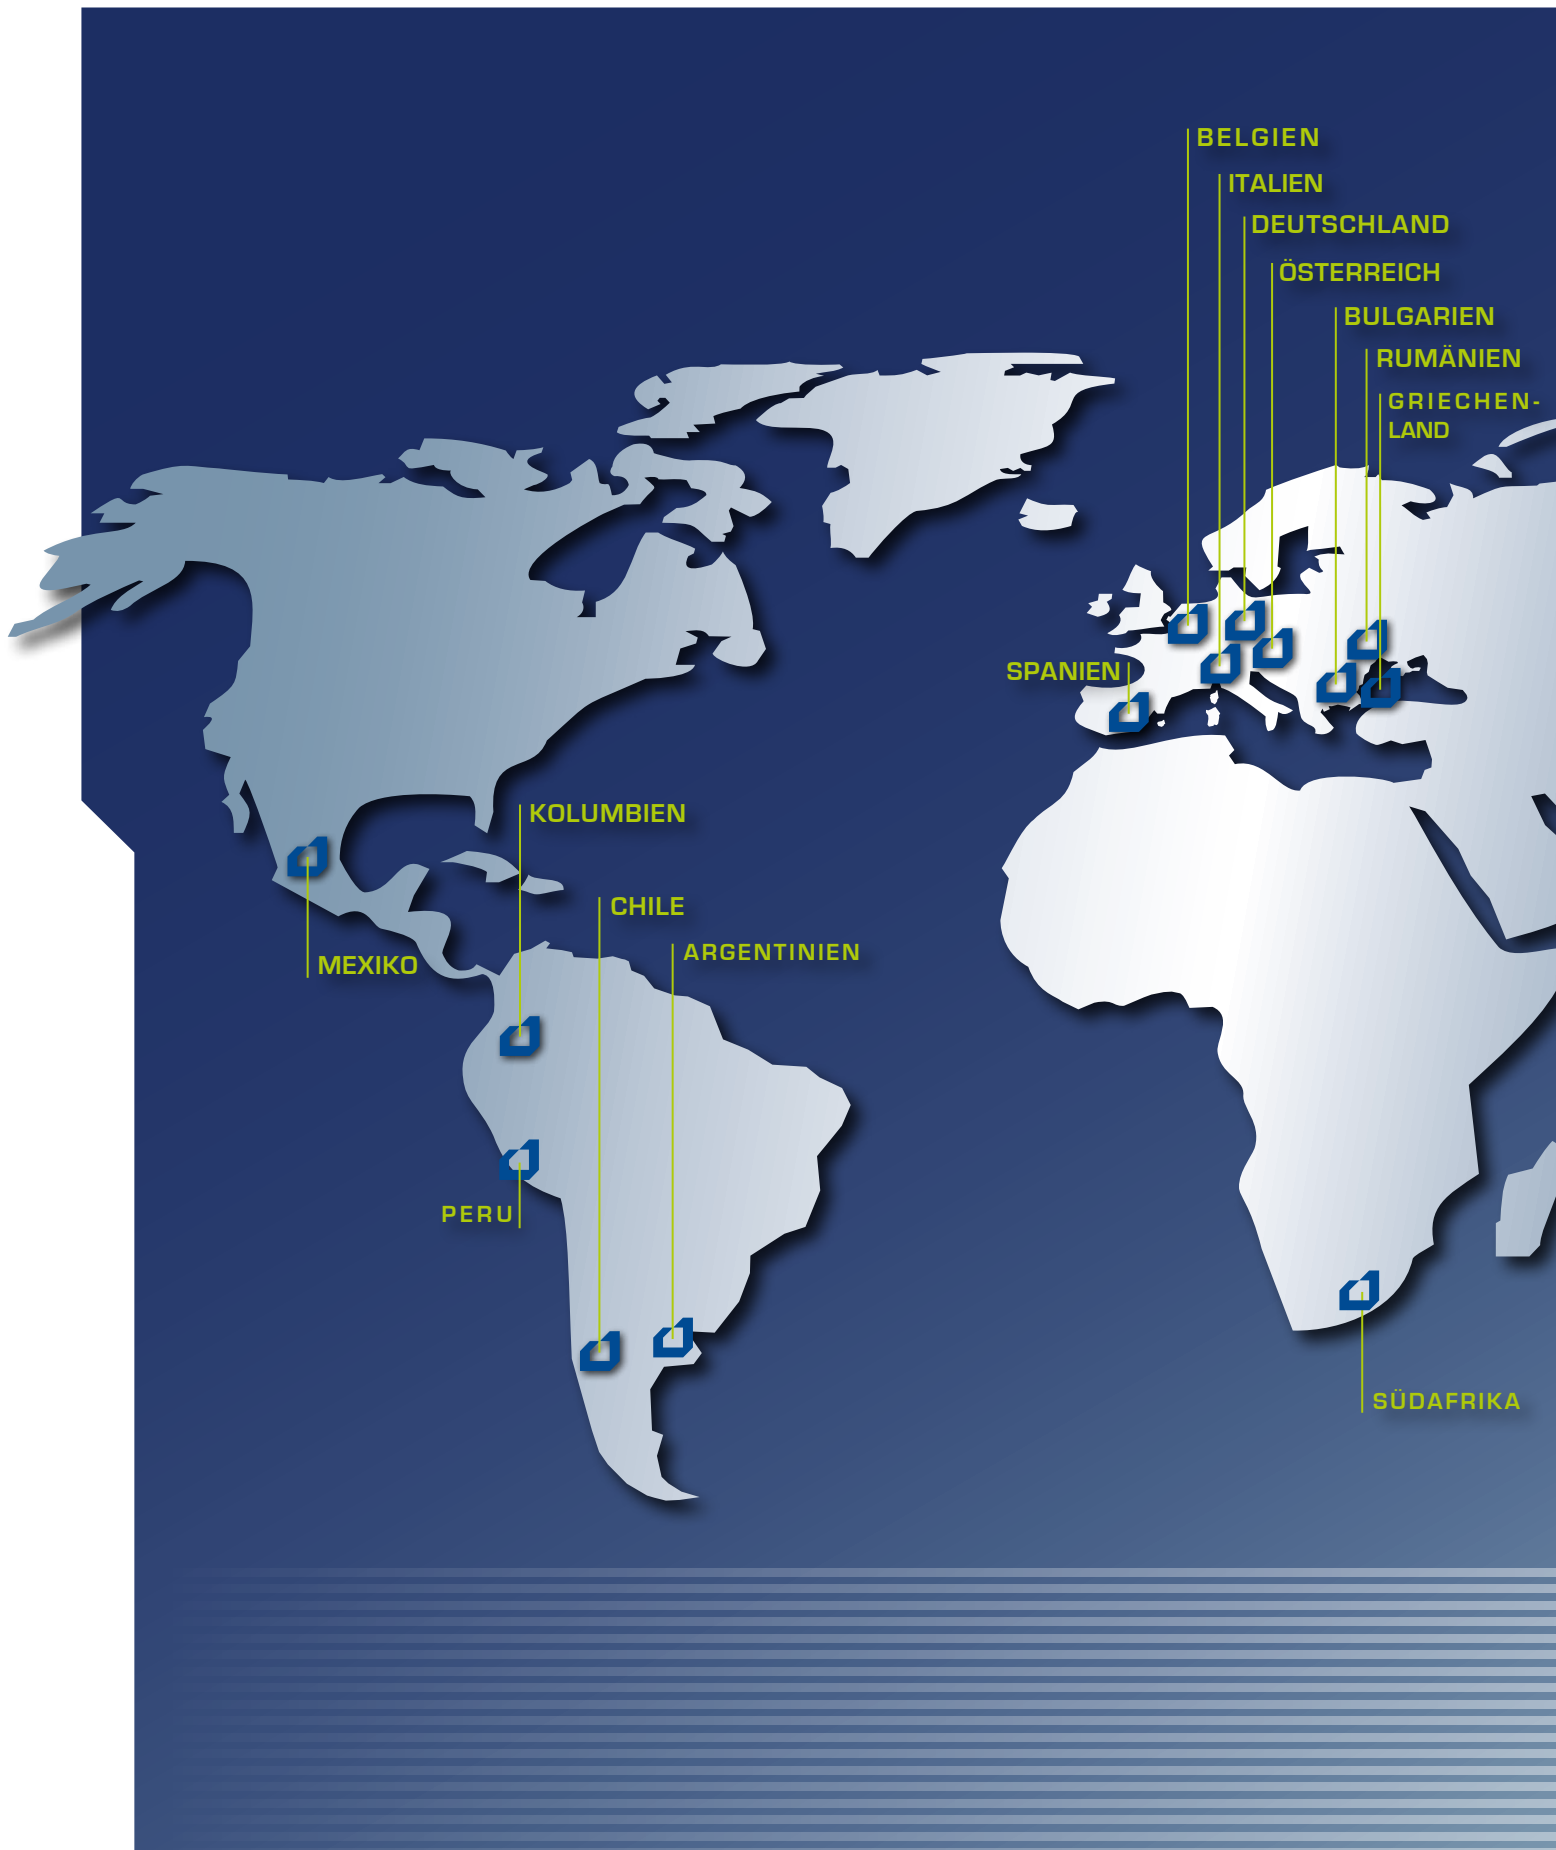 BELGIEN
ITALIEN
DEUTSCHLAND
ÖSTERREICH
BULGARIEN
RUMÄNIEN
GRIECHEN-
LAND
SPANIEN
KOLUMBIEN
CHILE
ARGENTINIEN
MEXIKO
PERU
SÜDAFRIKA